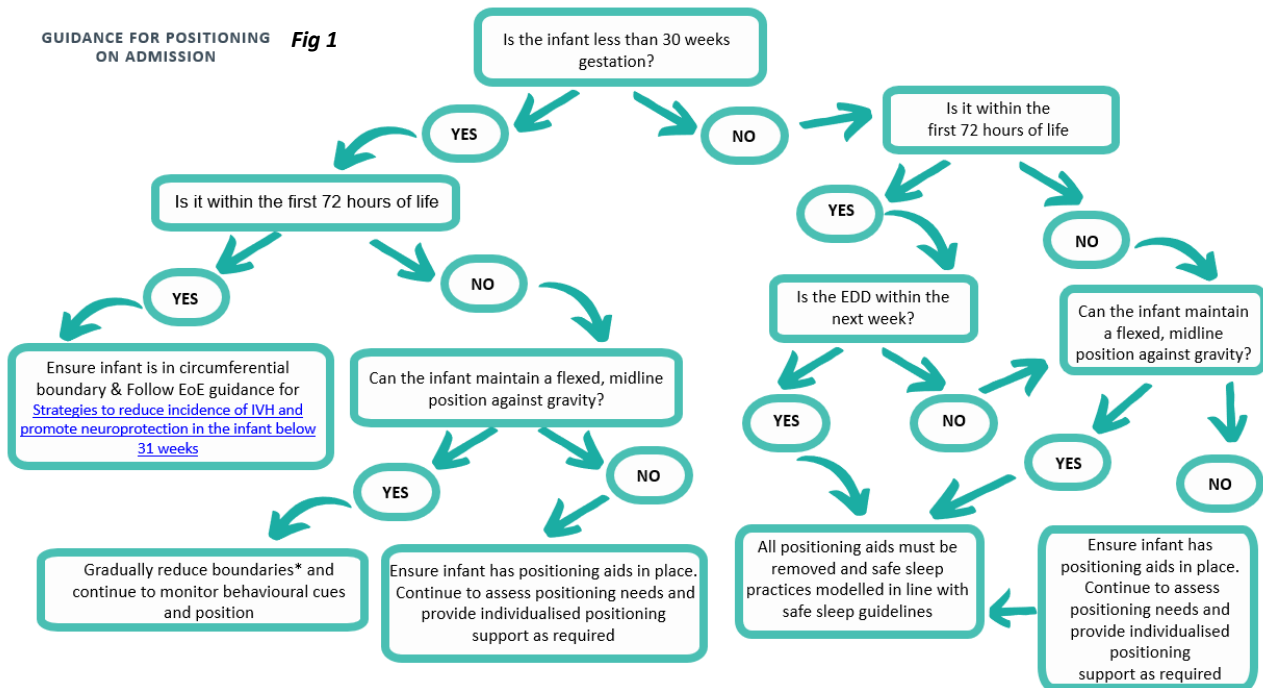 GUIDANCE FOR POSITIONING
ON ADMISSION
Fig 1
Is the infant less than 30 weeks
gestation?
YES
NO
Is it within the
first 72 hours of life
Is it within the first 72 hours of life
YES
NO
YES
NO
Is the EDD within the
next week?
Can the infant maintain
a flexed, midline
position against gravity?
Ensure infant is in circumferential
boundary & Follow EoE guidance for
Strategies to reduce incidence of IVH and
promote neuroprotection in the infant below
31 weeks
Can the infant maintain a flexed, midline
position against gravity?
YES
NO
YES
NO
YES
NO
Gradually reduce boundaries* and
continue to monitor behavioural cues
and position
Ensure infant has positioning aids in place.
Continue to assess positioning needs and
provide individualised positioning
support as required
All positioning aids must be
removed and safe sleep
practices modelled in line with
safe sleep guidelines
Ensure infant has
positioning aids in place.
Continue to assess
positioning needs and
provide individualised
positioning
support as required